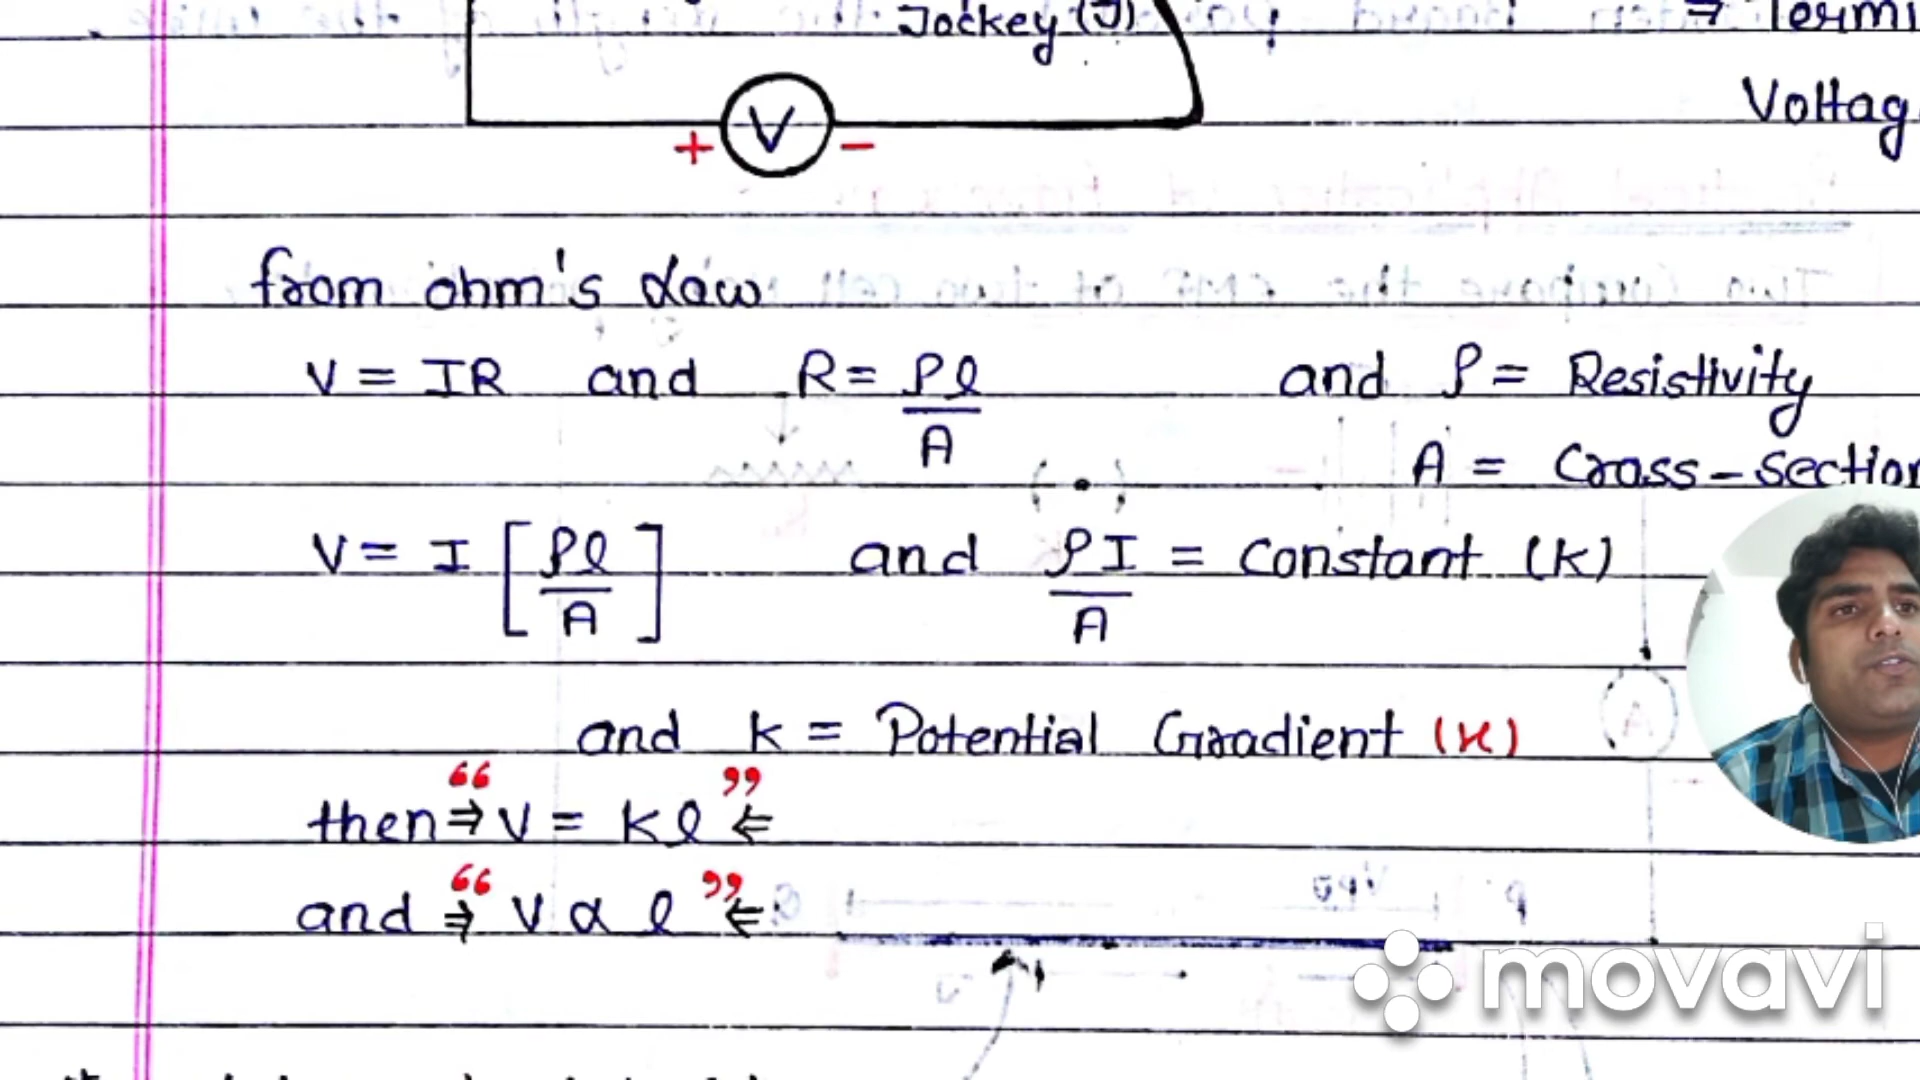 Jockey (J) ⇒ Termi
Voltag
V
+ −
from ohm's Law
V = IR and R = ρl/A and ρ = Resistivity
A = Cross-section
V = I [ρl/A] and ρI/A = Constant (K)
and K = Potential Gradient (x)
then ⇒ “V = Kl” ⇐
and ⇒ “V ∝ l” ⇐
movavi